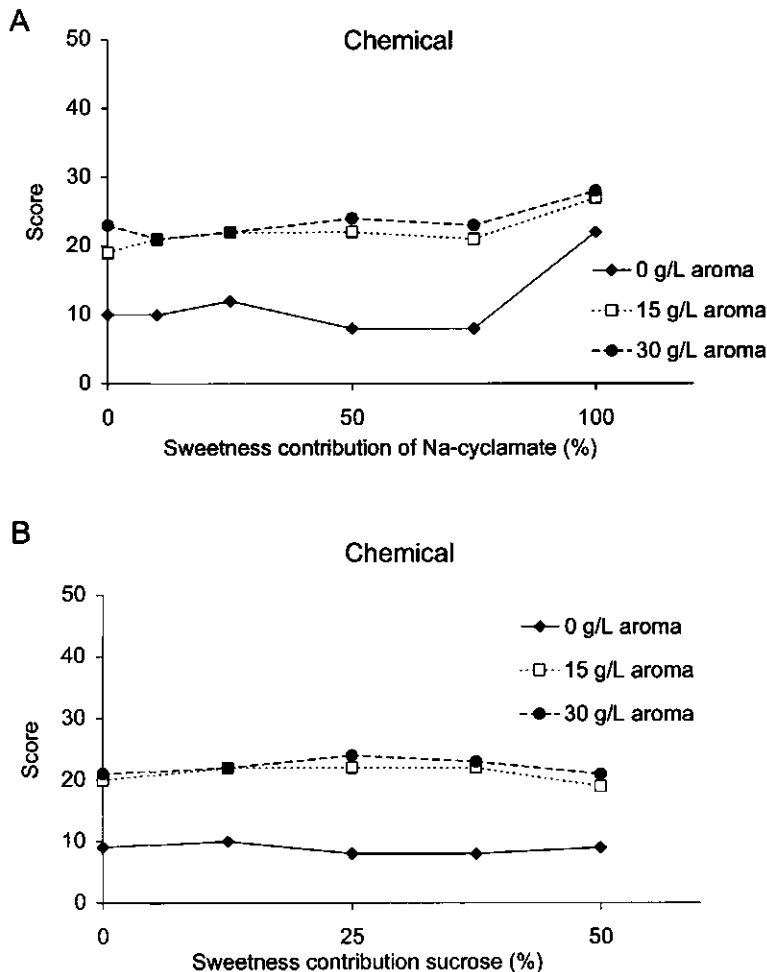 A
Chemical
50
40
30
20
10
0
Score
0 g/L aroma
15 g/L aroma
30 g/L aroma
0 50 100
Sweetness contribution of Na-cyclamate (%)
B
Chemical
50
40
30
20
10
0
Score
0 g/L aroma
15 g/L aroma
30 g/L aroma
0 25 50
Sweetness contribution sucrose (%)